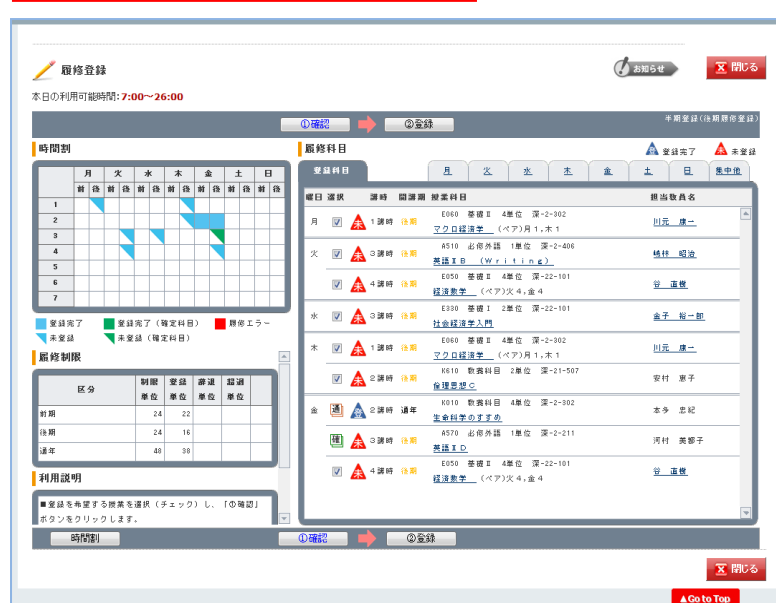 履修登録
お知らせ
閉じる
本日の利用可能時間:7:00～26:00
①確認
②登録
半期登録(後期履修登録)
時間割
月 火 水 木 金 土 日
前 後 前 後 前 後 前 後 前 後 前 後 前 後
1
2
3
4
5
6
7
登録完了 登録完了(確定科目) 履修エラー
未登録 未登録(確定科目)
履修制限
区分 制限単位 登録単位 辞退単位 超過単位
前期 24 22
後期 24 16
通年 48 38
利用説明
■登録を希望する授業を選択(チェック)し、「①確認」
ボタンをクリックします。
履修科目
登 登録完了 未 未登録
登録科目 月 火 水 木 金 土 日 集中他
曜日 選択 講時 開講期 授業科目 担当教員名
月 未 1講時 後期 E060 基礎Ⅱ 4単位 深-2-302
マクロ経済学 (ペア)月1,木1 川元 康一
火 未 3講時 後期 A510 必修外語 1単位 深-2-406
英語ⅠB (Writing) 嶋林 昭治
未 4講時 後期 E050 基礎Ⅱ 4単位 深-22-101
経済数学 (ペア)火4,金4 谷 直樹
水 未 3講時 後期 E330 基礎Ⅰ 2単位 深-22-101
社会経済学入門 金子 裕一郎
木 未 1講時 後期 E060 基礎Ⅱ 4単位 深-2-302
マクロ経済学 (ペア)月1,木1 川元 康一
未 2講時 後期 K610 教養科目 2単位 深-21-507
倫理思想C 安村 恵子
金 通 登 2講時 通年 K010 教養科目 4単位 深-2-302
生命科学のすすめ 本多 忠紀
確 未 3講時 後期 A570 必修外語 1単位 深-2-211
英語ⅠD 河村 美都子
未 4講時 後期 E050 基礎Ⅱ 4単位 深-22-101
経済数学 (ペア)火4,金4 谷 直樹
時間割
①確認
②登録
閉じる
▲Go to Top